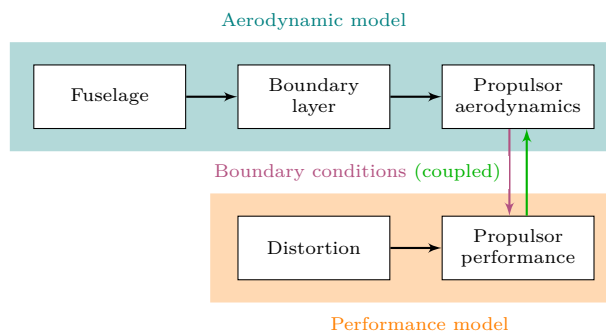 Aerodynamic model
Fuselage
Boundary
layer
Propulsor
aerodynamics
Boundary conditions (coupled)
Distortion
Propulsor
performance
Performance model